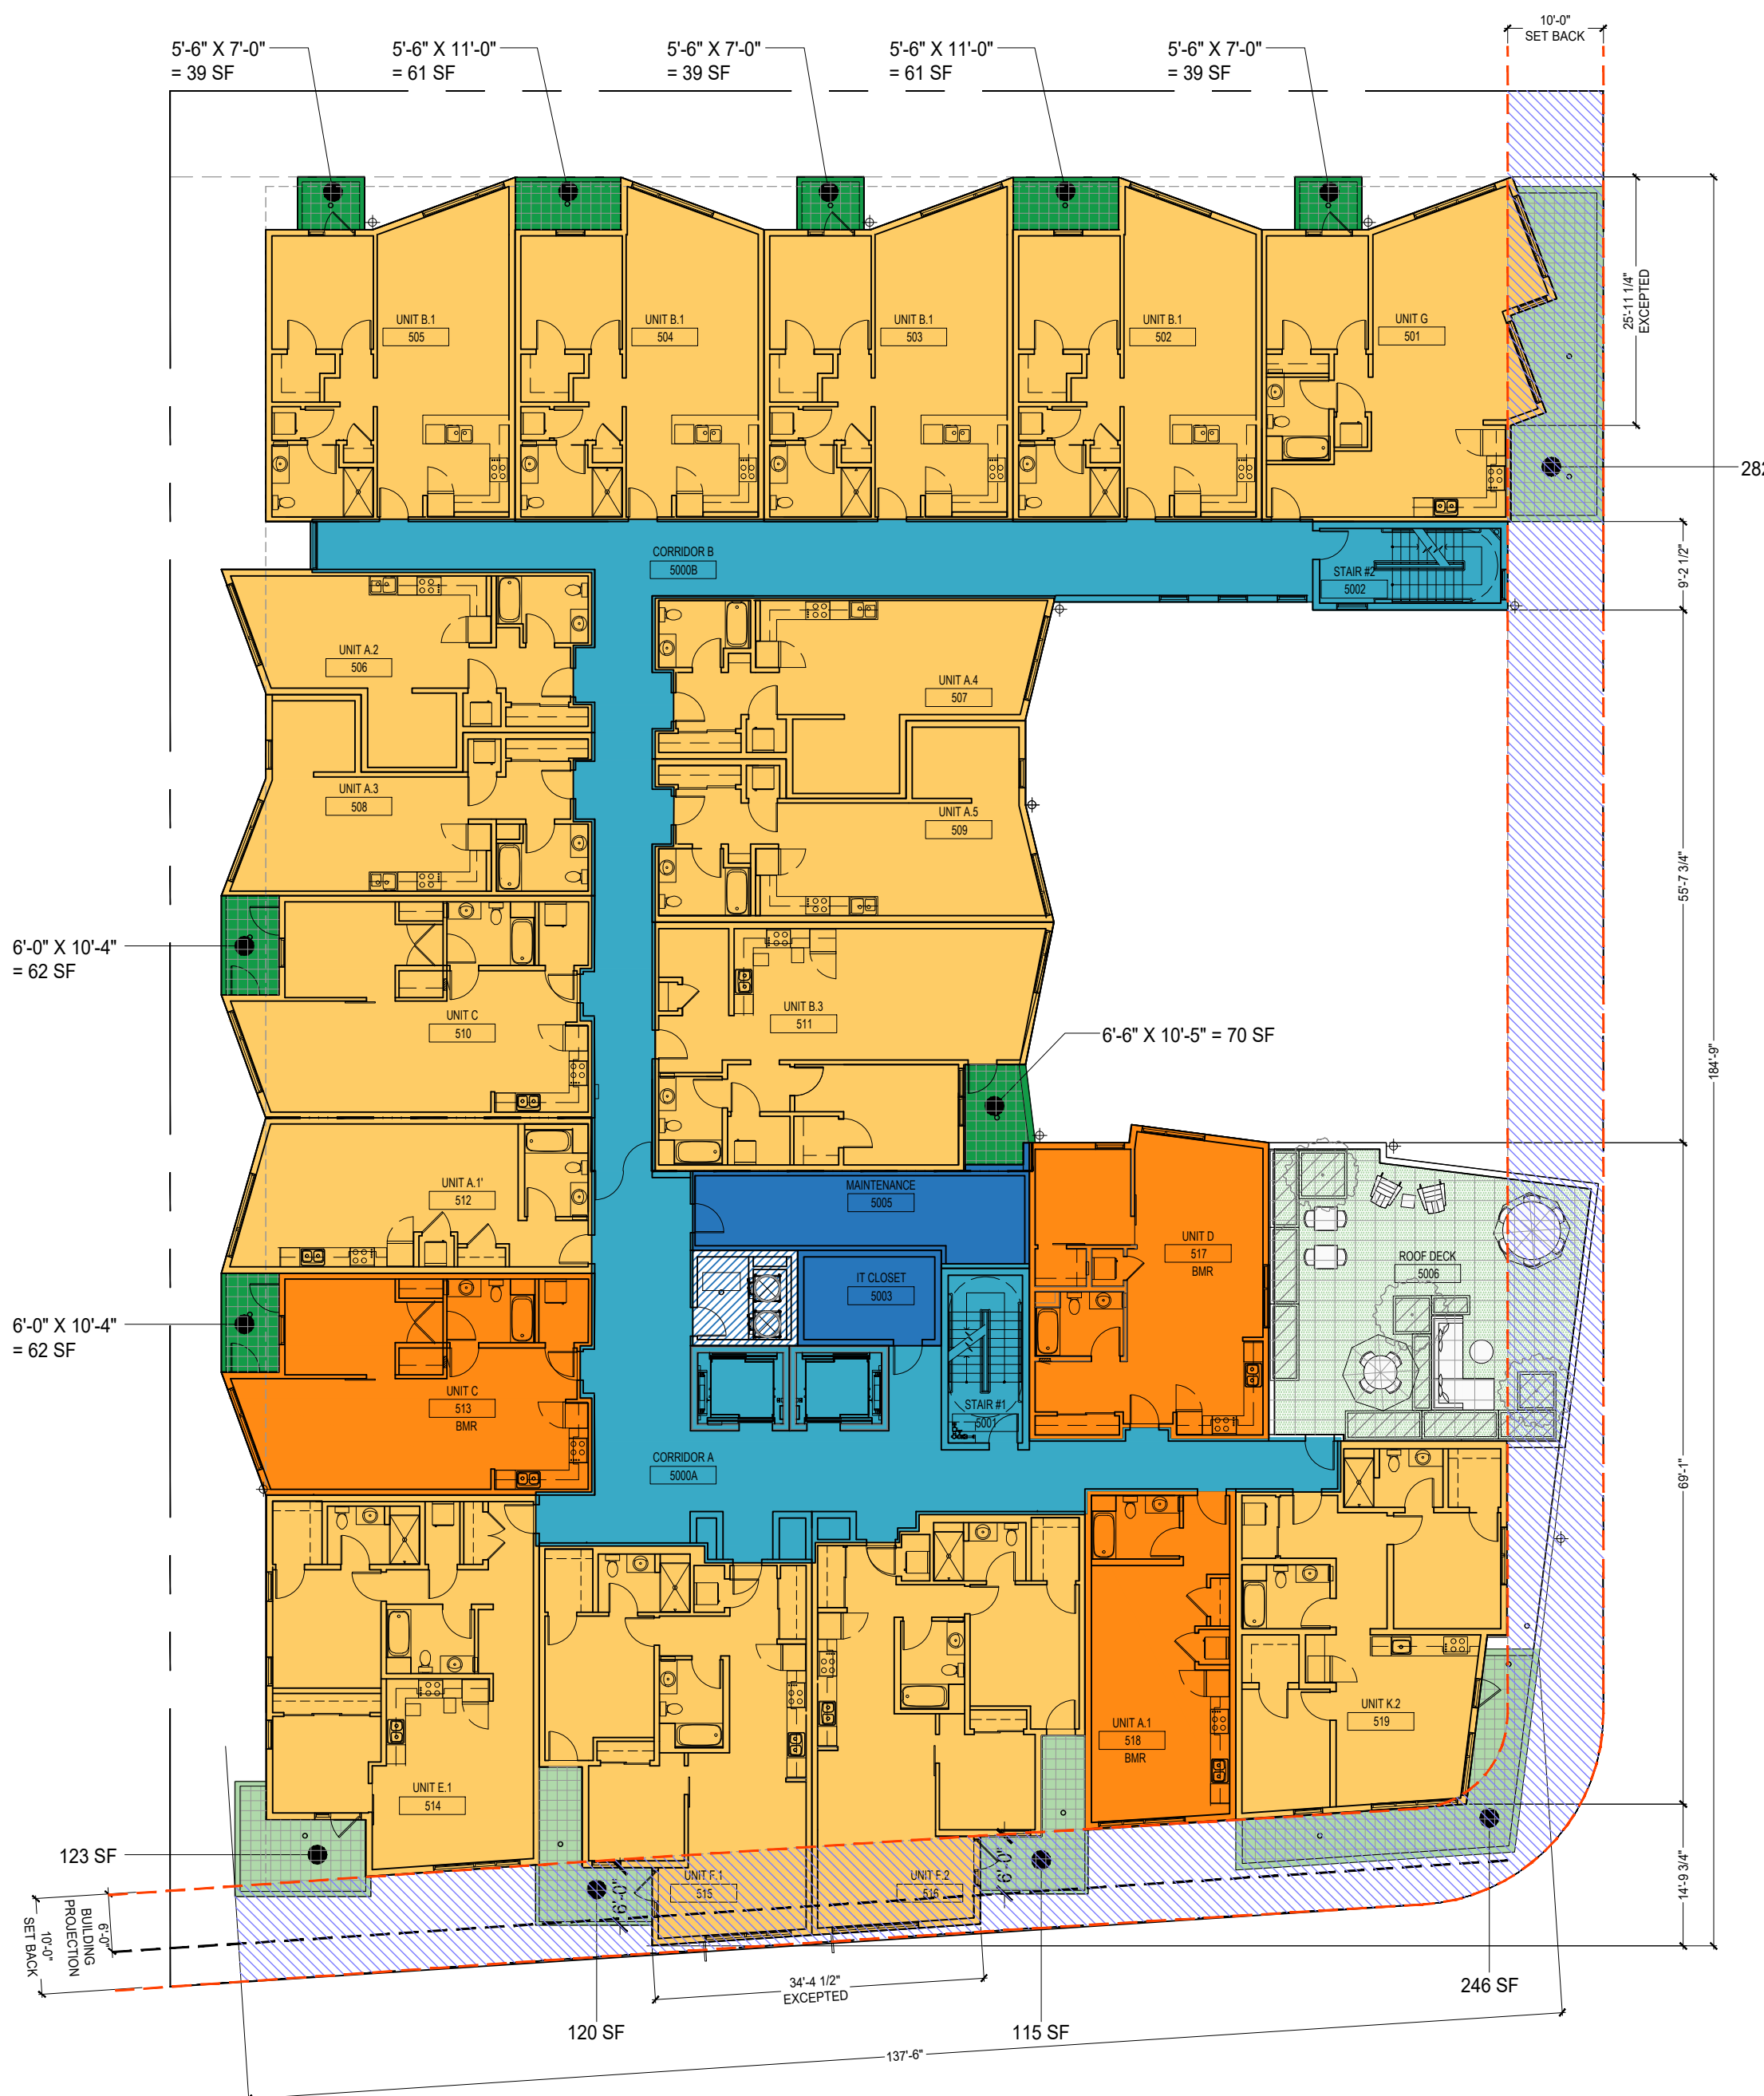 10'-0"
SET BACK
5'-6" X 7'-0"
= 39 SF
5'-6" X 11'-0"
= 61 SF
5'-6" X 7'-0"
= 39 SF
5'-6" X 11'-0"
= 61 SF
5'-6" X 7'-0"
= 39 SF
UNIT B.1
505
UNIT B.1
504
UNIT B.1
503
UNIT B.1
502
UNIT G
501
25'-11 1/4"
EXCEPTED
282
CORRIDOR B
5000B
STAIR #2
5002
9'-2 1/2"
UNIT A.2
506
UNIT A.4
507
UNIT A.3
508
UNIT A.5
509
55'-7 3/4"
6'-0" X 10'-4"
= 62 SF
UNIT C
510
UNIT B.3
511
6'-6" X 10'-5" = 70 SF
184'-9"
UNIT A.1'
512
MAINTENANCE
5005
UNIT D
517
BMR
ROOF DECK
5006
IT CLOSET
5003
6'-0" X 10'-4"
= 62 SF
UNIT C
513
BMR
STAIR #1
5001
CORRIDOR A
5000A
69'-1"
UNIT E.1
514
UNIT A.1
518
BMR
UNIT K.2
519
123 SF
UNIT F.1
515
UNIT F.2
516
6'-0"
6'-0"
14'-9 3/4"
6'-0"
BUILDING
PROJECTION
10'-0"
SET BACK
34'-4 1/2"
EXCEPTED
246 SF
120 SF
115 SF
137'-6"